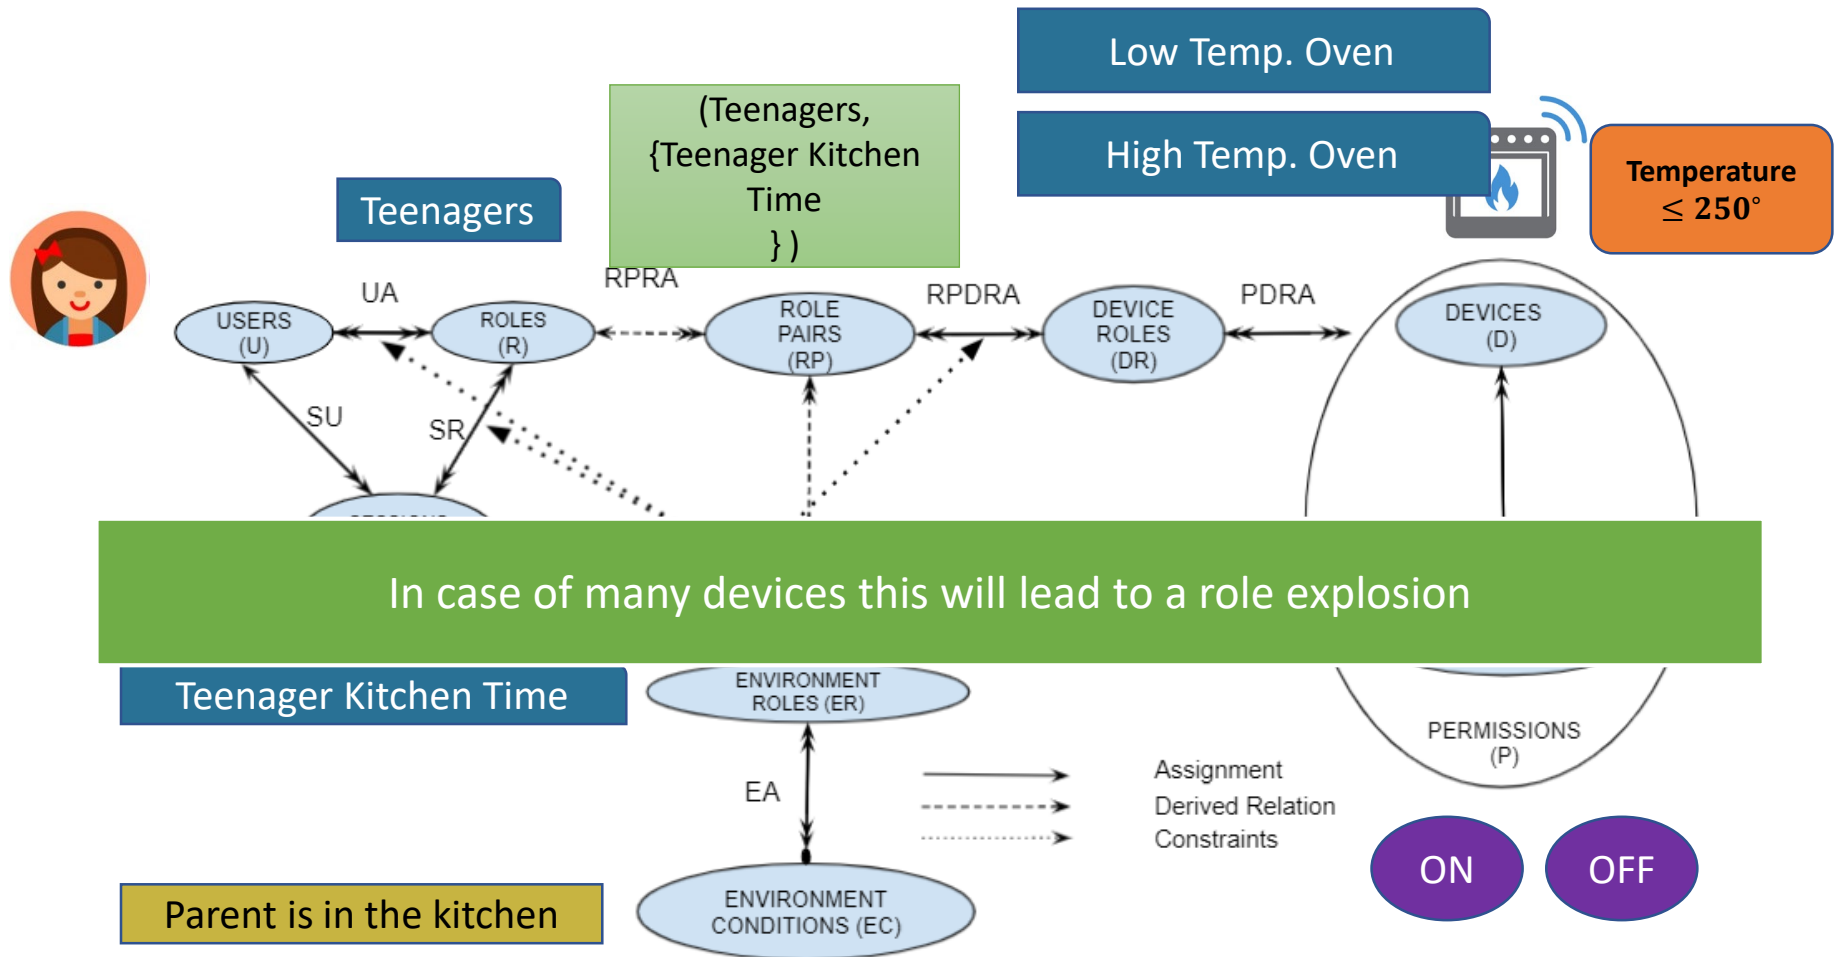 Low Temp. Oven
High Temp. Oven
Temperature
≤ 250°
(Teenagers,
{Teenager Kitchen
Time
} )
Teenagers
UA
RPRA
RPDRA
PDRA
USERS
(U)
ROLES
(R)
ROLE
PAIRS
(RP)
DEVICE
ROLES
(DR)
DEVICES
(D)
SU
SR
In case of many devices this will lead to a role explosion
Teenager Kitchen Time
ENVIRONMENT
ROLES (ER)
PERMISSIONS
(P)
EA
Assignment
Derived Relation
Constraints
ON
OFF
Parent is in the kitchen
ENVIRONMENT
CONDITIONS (EC)